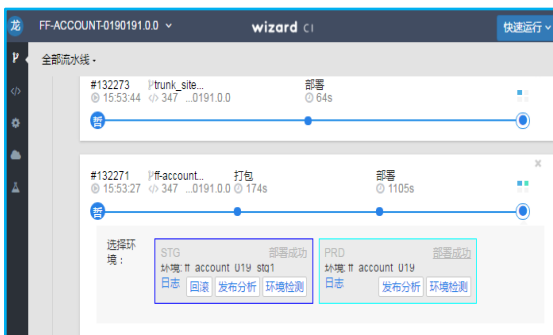 龙 FF-ACCOUNT-0190191.0.0 wizard CI 快速运行
全部流水线
#132273 trunk_site... 部署
15:53:44 </> 347 ...0191.0.0 64s
哲
#132271 ff-account... 打包 部署
15:53:27 </> 347 ...0191.0.0 174s 1105s
哲
选择环境：
STG 部署成功
环境: ff_account_019_stg1
日志 回滚 发布分析 环境检测
PRD 部署成功
环境: ff_account_019
日志 发布分析 环境检测